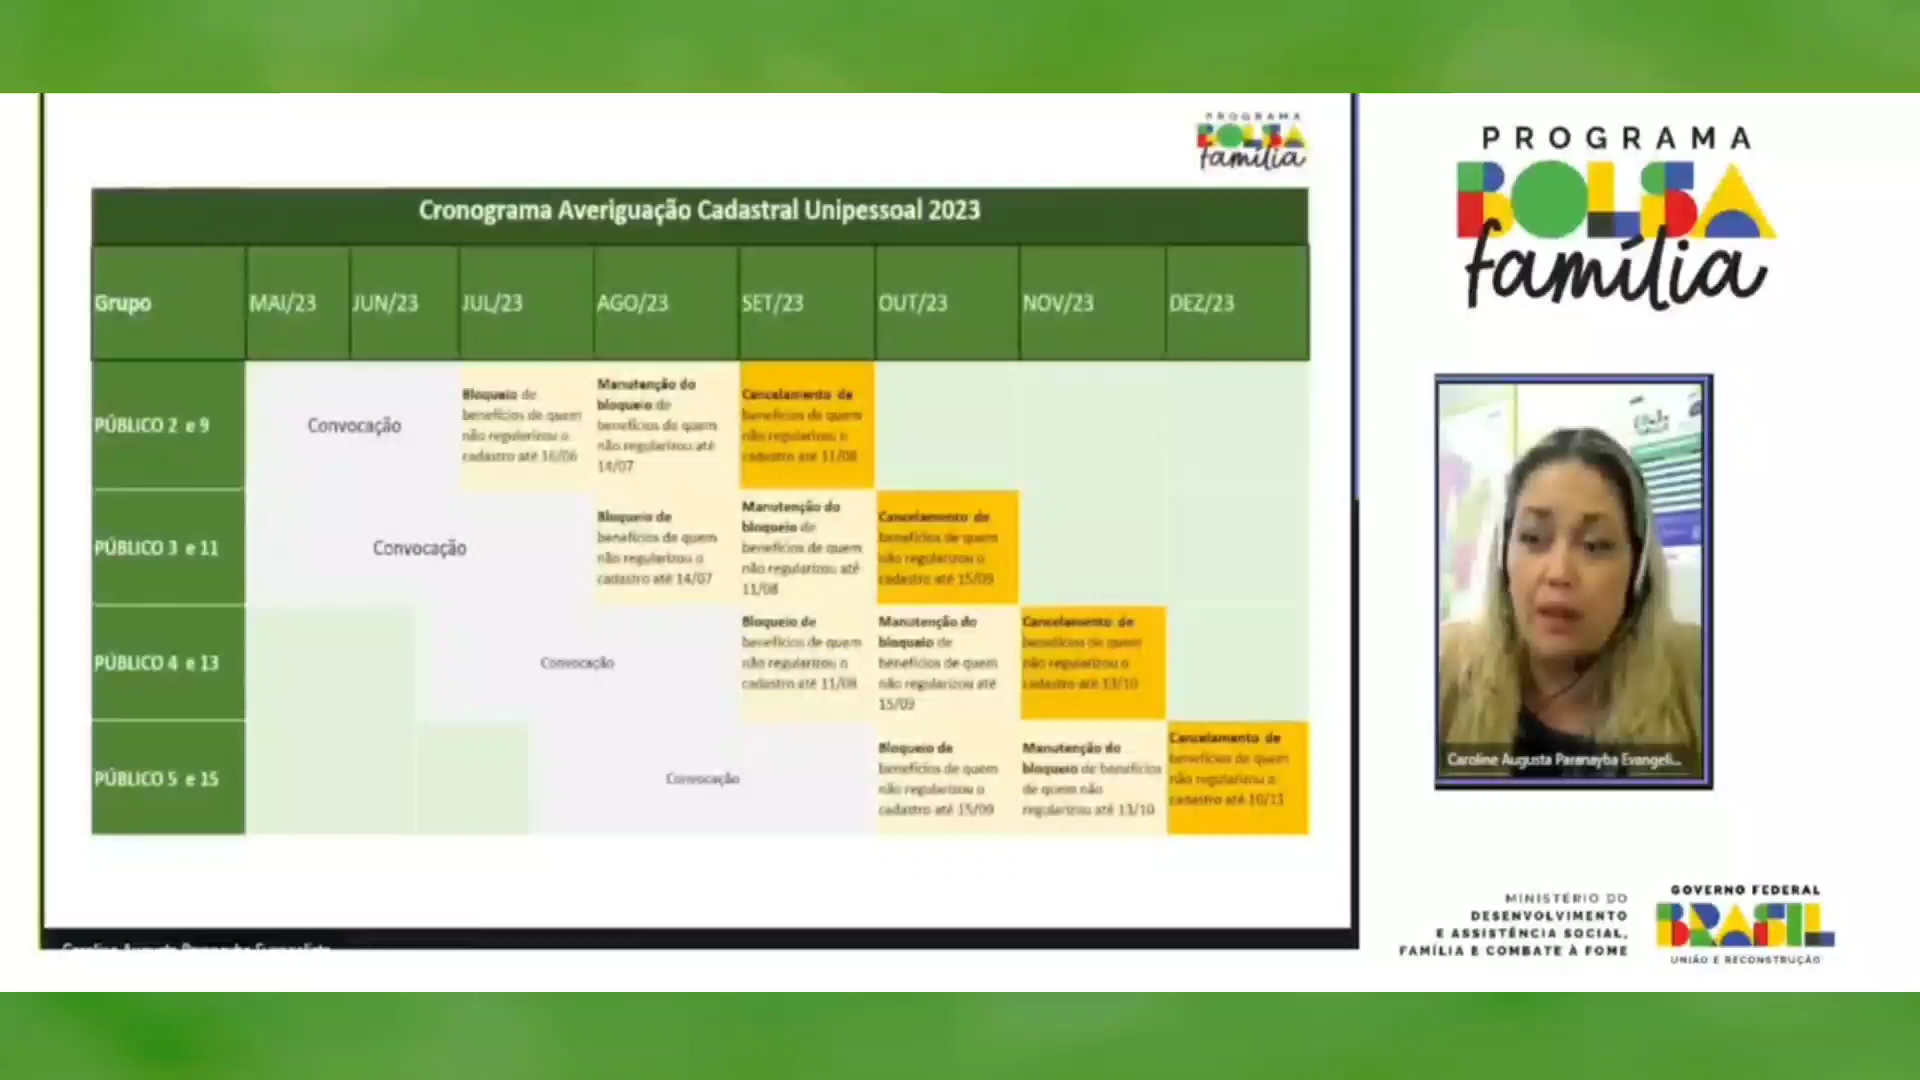 PROGRAMA
BOLSA
família
Cronograma Averiguação Cadastral Unipessoal 2023
Grupo
MAI/23
JUN/23
JUL/23
AGO/23
SET/23
OUT/23
NOV/23
DEZ/23
PÚBLICO 2 e 9
Convocação
Bloqueio de
benefícios de quem
não regularizou o
cadastro até 16/06
Manutenção do
bloqueio de
benefícios de quem
não regularizou até
14/07
Cancelamento de
benefícios de quem
não regularizou o
cadastro até 11/08
PÚBLICO 3 e 11
Convocação
Bloqueio de
benefícios de quem
não regularizou o
cadastro até 14/07
Manutenção do
bloqueio de
benefícios de quem
não regularizou até
11/08
Cancelamento de
benefícios de quem
não regularizou o
cadastro até 15/09
PÚBLICO 4 e 13
Convocação
Bloqueio de
benefícios de quem
não regularizou o
cadastro até 11/08
Manutenção do
bloqueio de
benefícios de quem
não regularizou até
15/09
Cancelamento de
benefícios de quem
não regularizou o
cadastro até 13/10
PÚBLICO 5 e 15
Convocação
Bloqueio de
benefícios de quem
não regularizou o
cadastro até 15/09
Manutenção do
bloqueio de benefícios
de quem não
regularizou até 13/10
Cancelamento de
benefícios de quem
não regularizou o
cadastro até 10/11
PROGRAMA
BOLSA
família
Caroline Augusta Paranayba Evangeli...
MINISTÉRIO DO
DESENVOLVIMENTO
E ASSISTÊNCIA SOCIAL,
FAMÍLIA E COMBATE À FOME
GOVERNO FEDERAL
BRASIL
UNIÃO E RECONSTRUÇÃO
Caroline Augusta Paranayba Evangelista